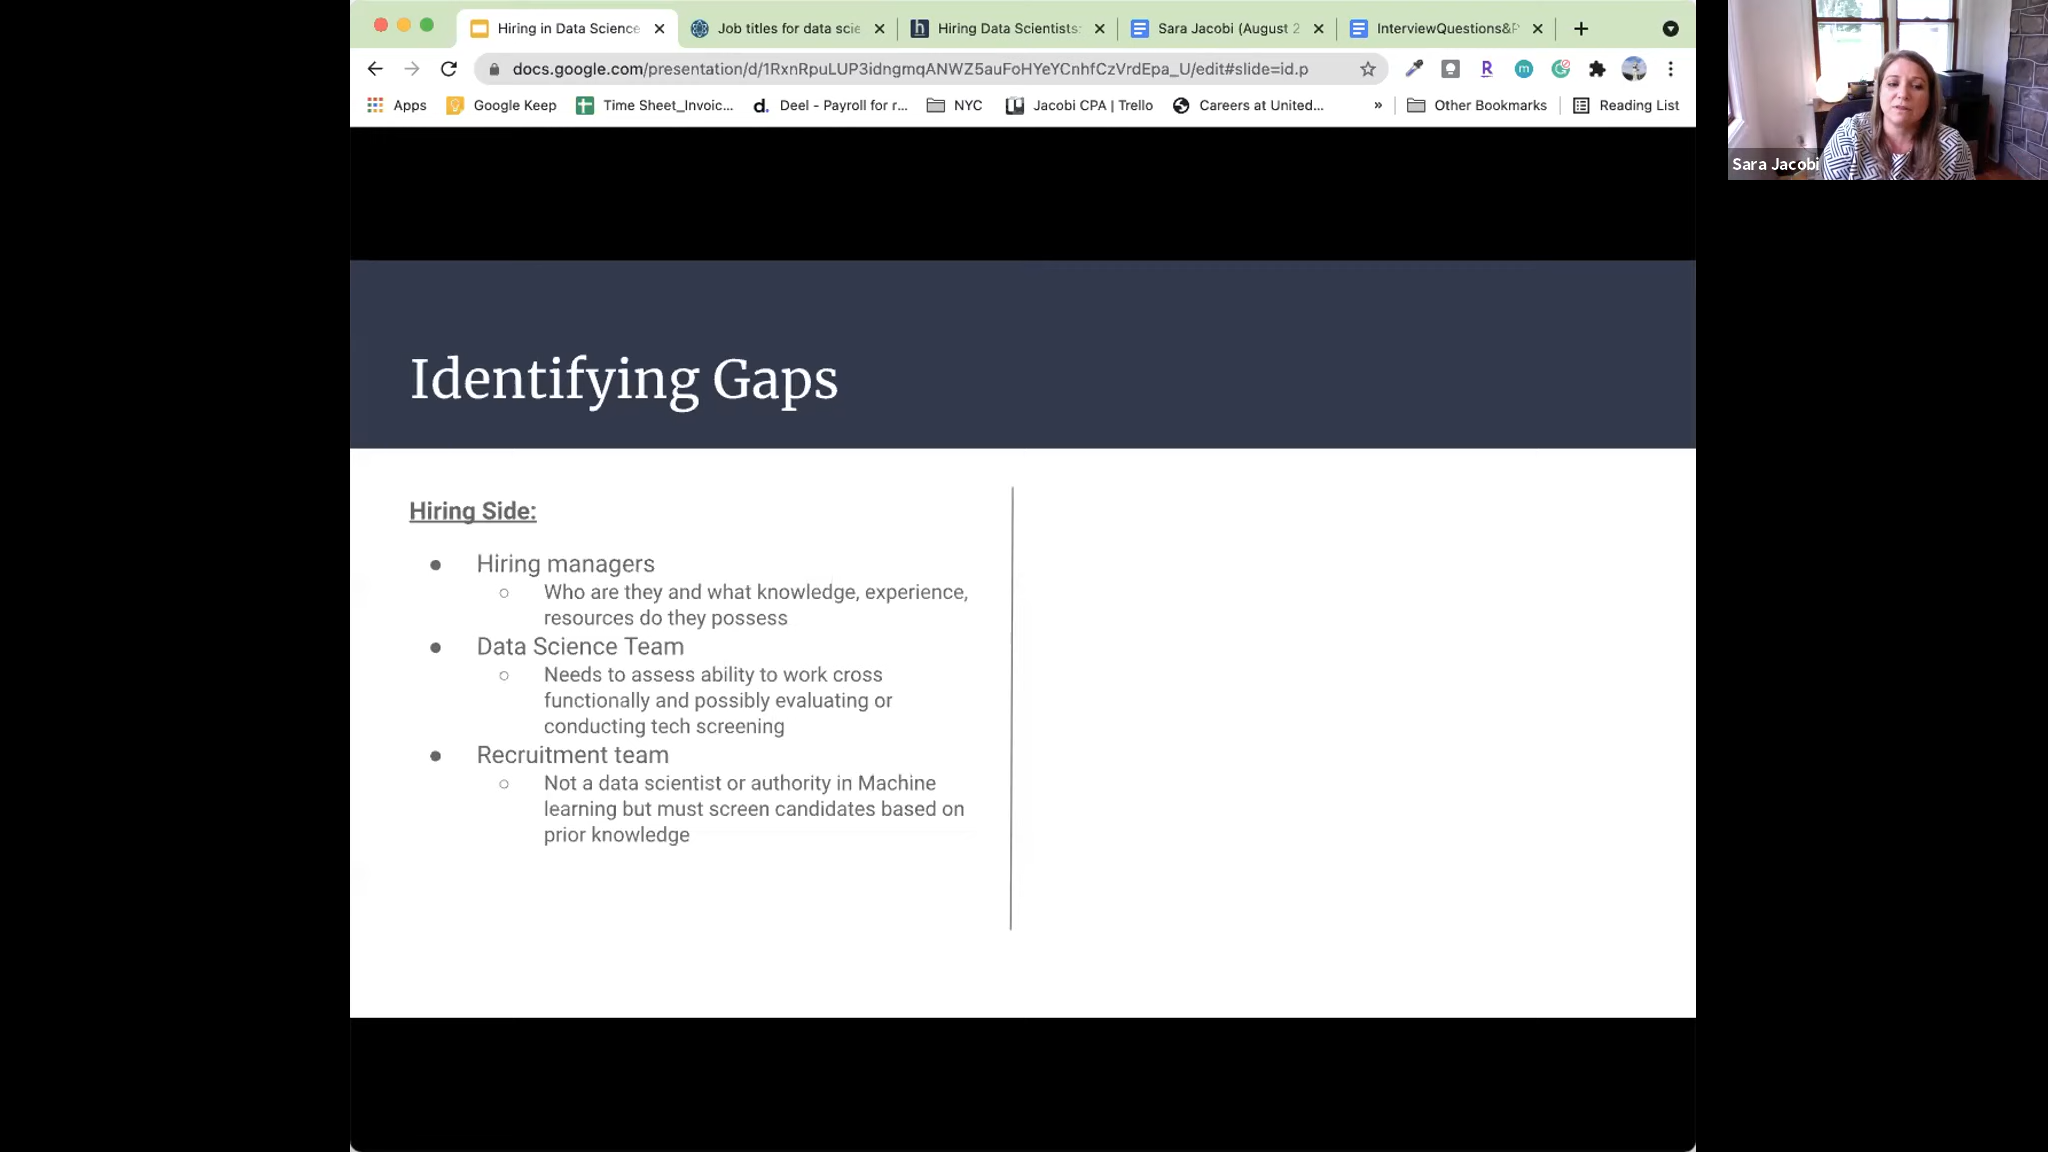 Hiring in Data Science
Job titles for data scie
Hiring Data Scientists:
Sara Jacobi (August 2
InterviewQuestions&P
docs.google.com/presentation/d/1RxnRpuLUP3idngmqANWZ5auFoHYeYCnhfCzVrdEpa_U/edit#slide=id.p
Apps
Google Keep
Time Sheet_Invoic...
d. Deel - Payroll for r...
NYC
Jacobi CPA | Trello
Careers at United...
»
Other Bookmarks
Reading List
Sara Jacobi
Identifying Gaps
Hiring Side:
● Hiring managers
○ Who are they and what knowledge, experience,
resources do they possess
● Data Science Team
○ Needs to assess ability to work cross
functionally and possibly evaluating or
conducting tech screening
● Recruitment team
○ Not a data scientist or authority in Machine
learning but must screen candidates based on
prior knowledge